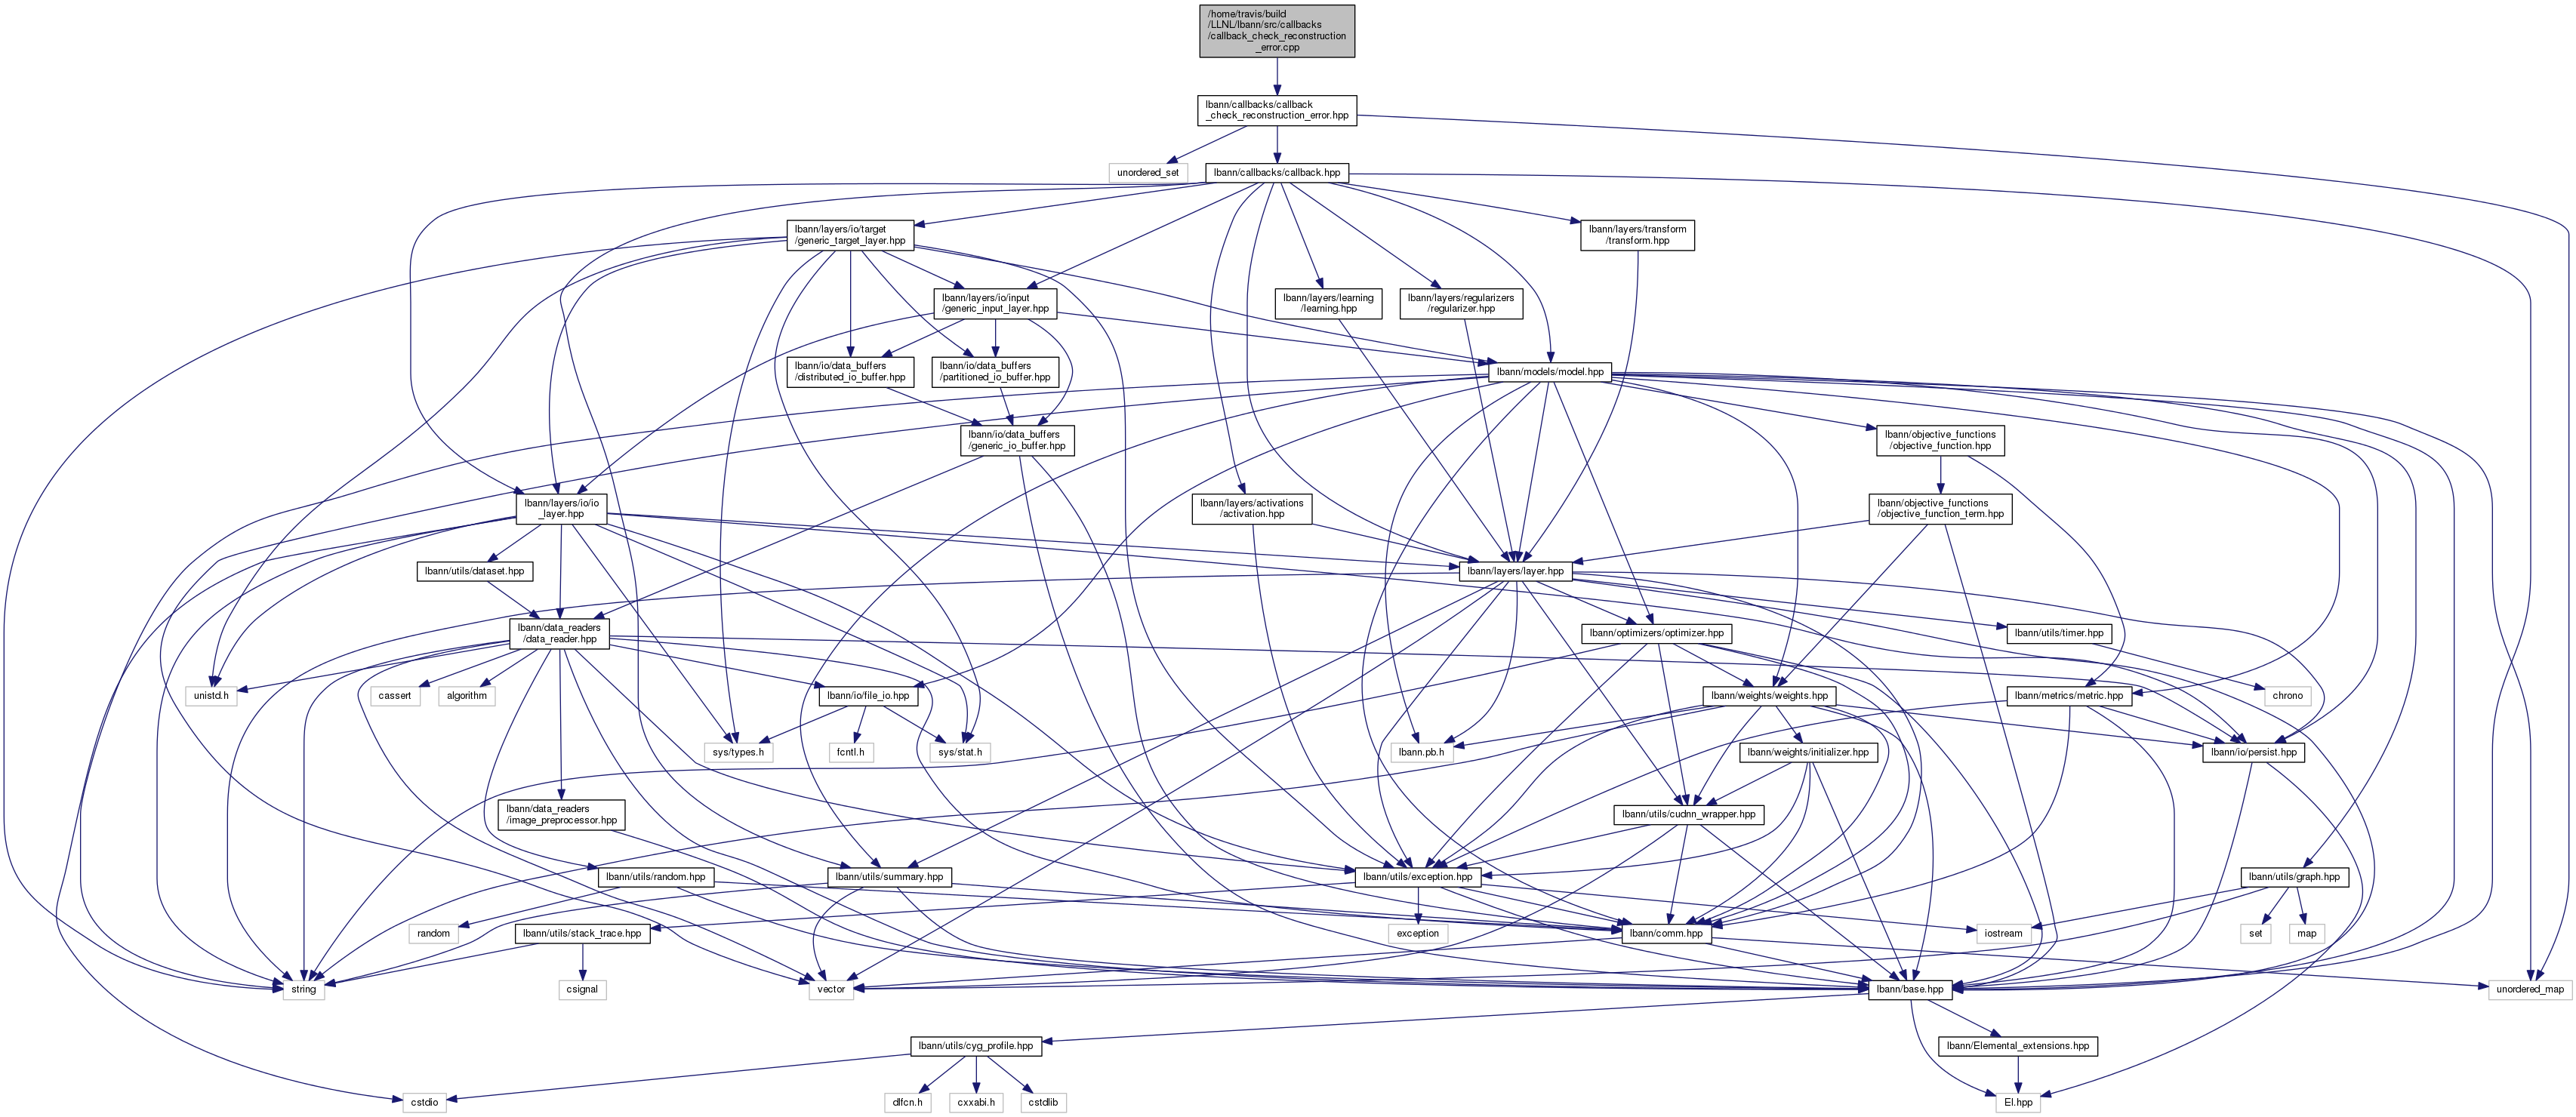 /home/travis/build
/LLNL/lbann/src/callbacks
/callback_check_reconstruction
_error.cpp
lbann/callbacks/callback
_check_reconstruction_error.hpp
unordered_set
lbann/callbacks/callback.hpp
lbann/layers/io/target
/generic_target_layer.hpp
lbann/layers/transform
/transform.hpp
lbann/layers/io/input
/generic_input_layer.hpp
lbann/layers/learning
/learning.hpp
lbann/layers/regularizers
/regularizer.hpp
lbann/io/data_buffers
/distributed_io_buffer.hpp
lbann/io/data_buffers
/partitioned_io_buffer.hpp
lbann/models/model.hpp
lbann/io/data_buffers
/generic_io_buffer.hpp
lbann/objective_functions
/objective_function.hpp
lbann/layers/io/io
_layer.hpp
lbann/layers/activations
/activation.hpp
lbann/objective_functions
/objective_function_term.hpp
lbann/utils/dataset.hpp
lbann/layers/layer.hpp
lbann/data_readers
/data_reader.hpp
lbann/optimizers/optimizer.hpp
lbann/utils/timer.hpp
unistd.h
cassert
algorithm
lbann/io/file_io.hpp
lbann/weights/weights.hpp
lbann/metrics/metric.hpp
chrono
sys/types.h
fcntl.h
sys/stat.h
lbann.pb.h
lbann/weights/initializer.hpp
lbann/io/persist.hpp
lbann/data_readers
/image_preprocessor.hpp
lbann/utils/cudnn_wrapper.hpp
lbann/utils/random.hpp
lbann/utils/summary.hpp
lbann/utils/exception.hpp
lbann/utils/graph.hpp
random
lbann/utils/stack_trace.hpp
exception
lbann/comm.hpp
iostream
set
map
string
csignal
vector
lbann/base.hpp
unordered_map
lbann/utils/cyg_profile.hpp
lbann/Elemental_extensions.hpp
cstdio
dlfcn.h
cxxabi.h
cstdlib
El.hpp